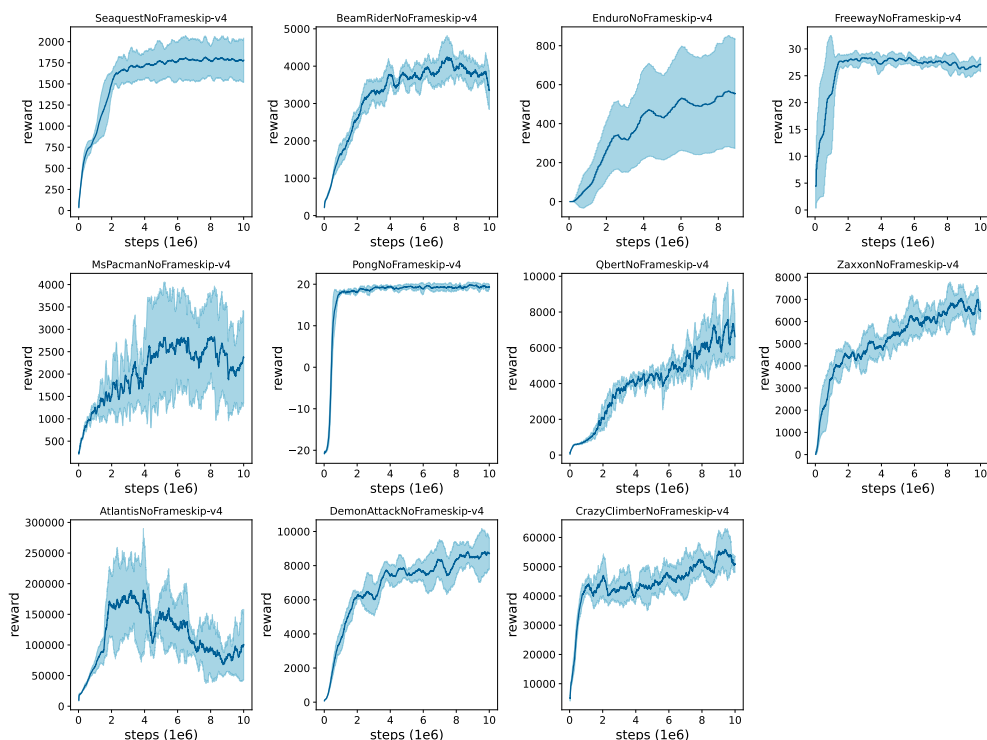 SeaquestNoFrameskip-v4
BeamRiderNoFrameskip-v4
EnduroNoFrameskip-v4
FreewayNoFrameskip-v4
reward
2000
1750
1500
1250
1000
750
500
250
0
0 2 4 6 8 10
steps (1e6)
reward
5000
4000
3000
2000
1000
0
0 2 4 6 8 10
steps (1e6)
reward
800
600
400
200
0
0 2 4 6 8
steps (1e6)
reward
30
25
20
15
10
5
0
0 2 4 6 8 10
steps (1e6)
MsPacmanNoFrameskip-v4
PongNoFrameskip-v4
QbertNoFrameskip-v4
ZaxxonNoFrameskip-v4
reward
4000
3500
3000
2500
2000
1500
1000
500
0 2 4 6 8 10
steps (1e6)
reward
20
10
0
−10
−20
0 2 4 6 8 10
steps (1e6)
reward
10000
8000
6000
4000
2000
0
0 2 4 6 8 10
steps (1e6)
reward
8000
7000
6000
5000
4000
3000
2000
1000
0
0 2 4 6 8 10
steps (1e6)
AtlantisNoFrameskip-v4
DemonAttackNoFrameskip-v4
CrazyClimberNoFrameskip-v4
reward
300000
250000
200000
150000
100000
50000
0
0 2 4 6 8 10
steps (1e6)
reward
10000
8000
6000
4000
2000
0
0 2 4 6 8 10
steps (1e6)
reward
60000
50000
40000
30000
20000
10000
0 2 4 6 8 10
steps (1e6)